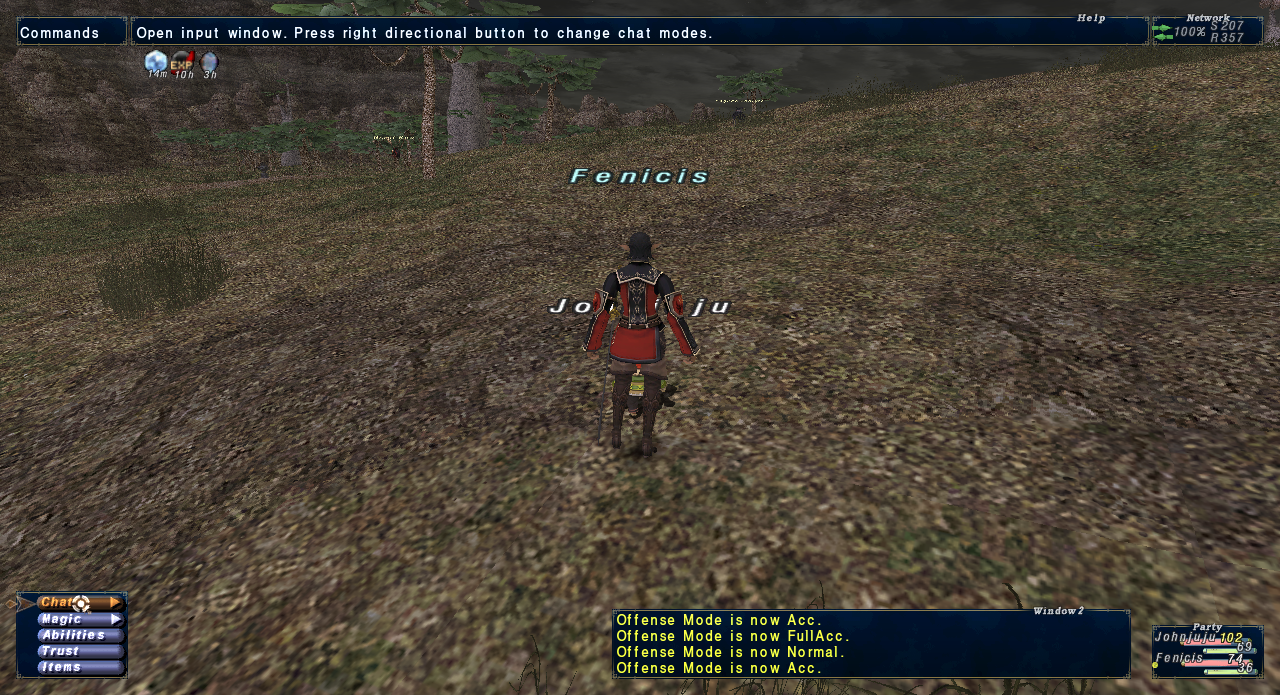 Commands
Help
Open input window. Press right directional button to change chat modes.
Network
100%
S 207
R 357
14m
EXP
10h
3h
Fenicis
Chat
Magic
Abilities
Trust
Items
Window2
Offense Mode is now Acc.
Offense Mode is now FullAcc.
Offense Mode is now Normal.
Offense Mode is now Acc.
Party
Johnjuju 102
69
Fenicis 74
36